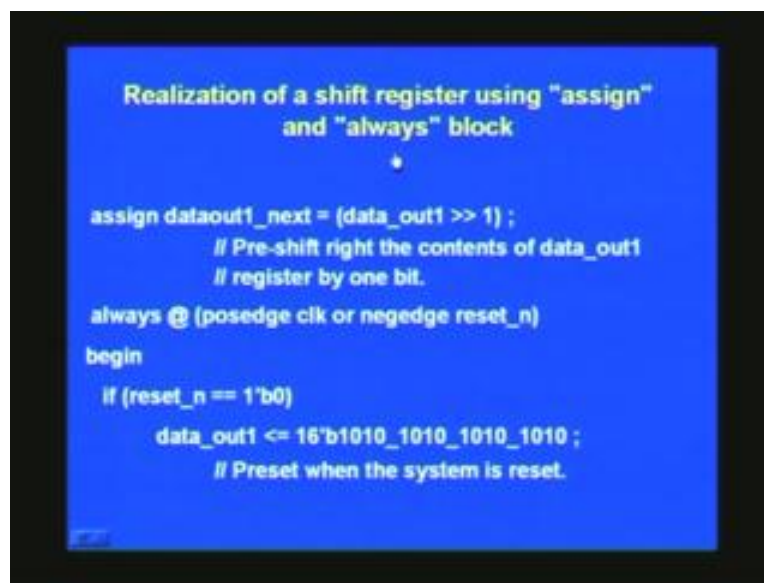 Realization of a shift register using "assign"
and "always" block
assign dataout1_next = (data_out1 >> 1) ;
// Pre-shift right the contents of data_out1
// register by one bit.
always @ (posedge clk or negedge reset_n)
begin
if (reset_n == 1'b0)
data_out1 <= 16'b1010_1010_1010_1010 ;
// Preset when the system is reset.